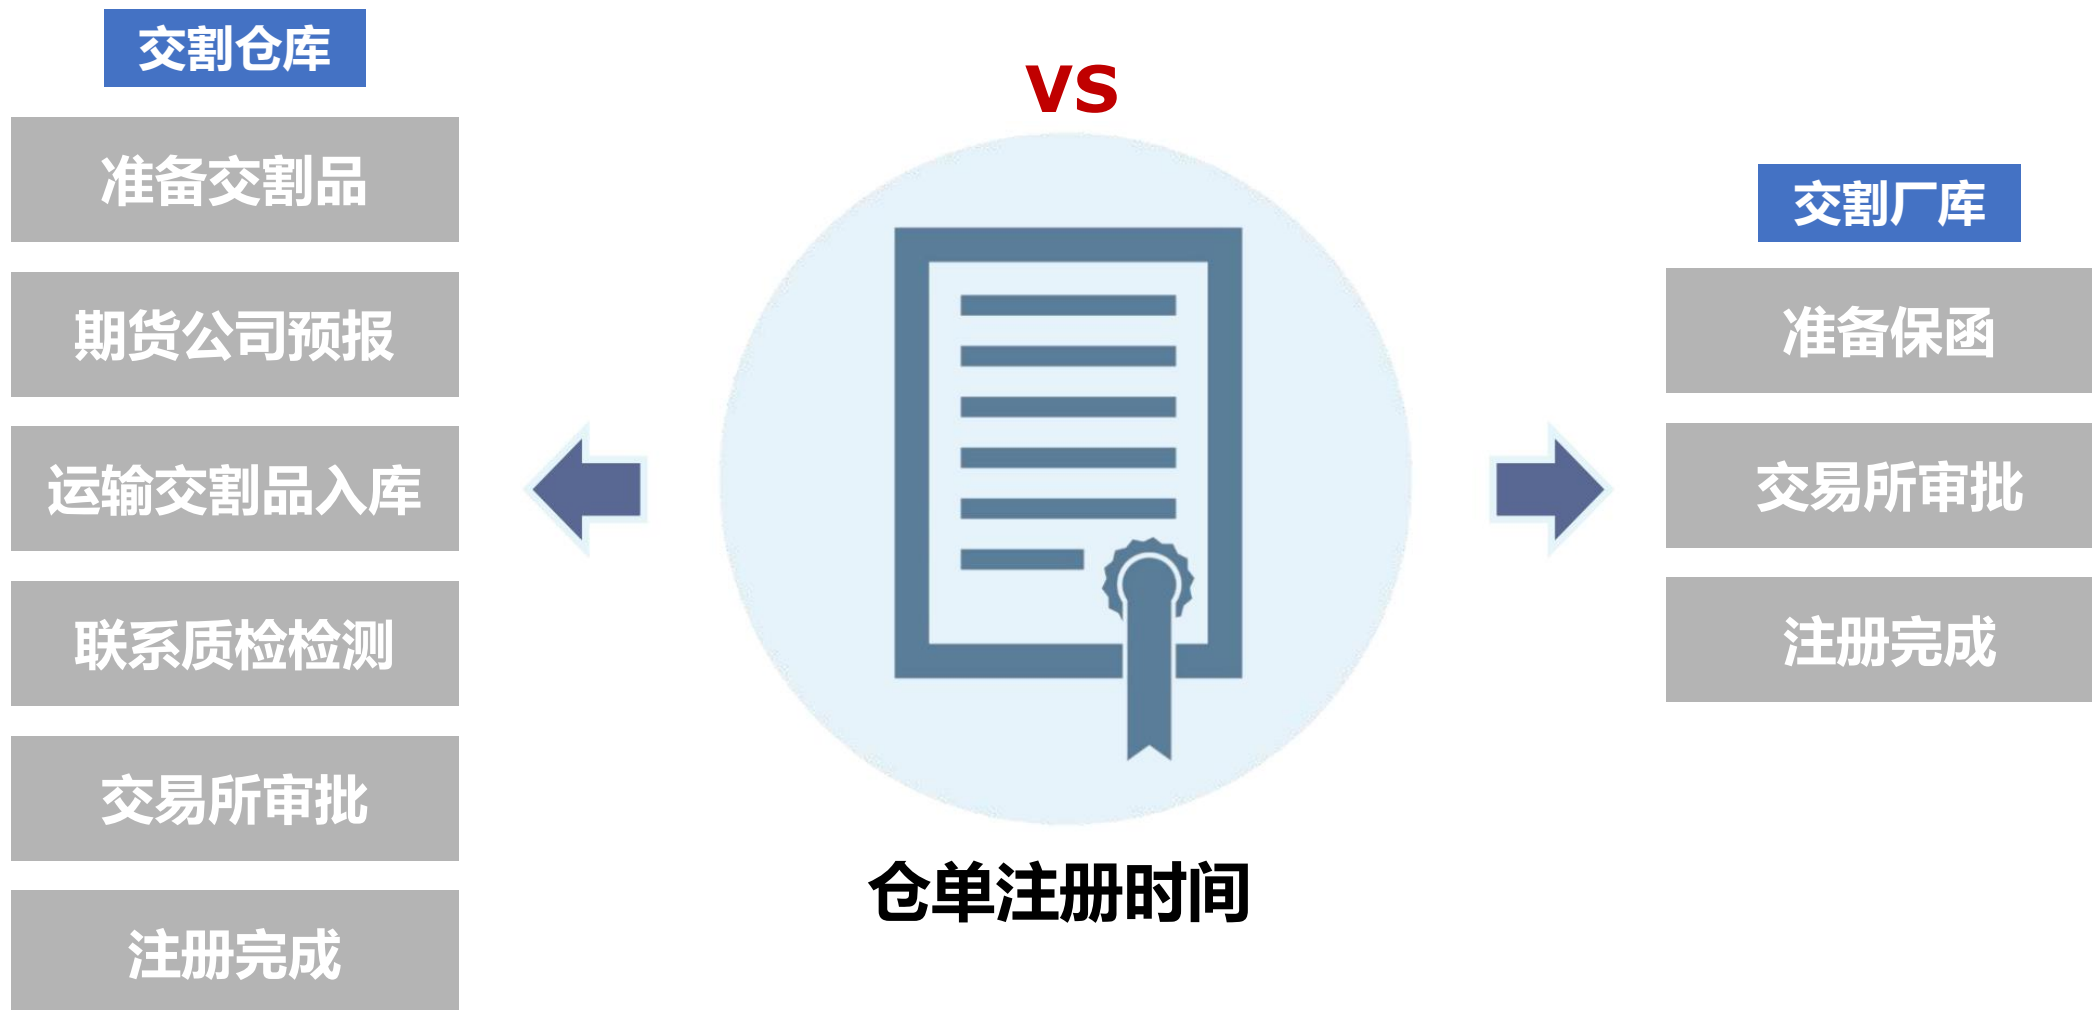 交割仓库
准备交割品
期货公司预报
运输交割品入库
联系质检检测
交易所审批
注册完成
VS
仓单注册时间
交割厂库
准备保函
交易所审批
注册完成